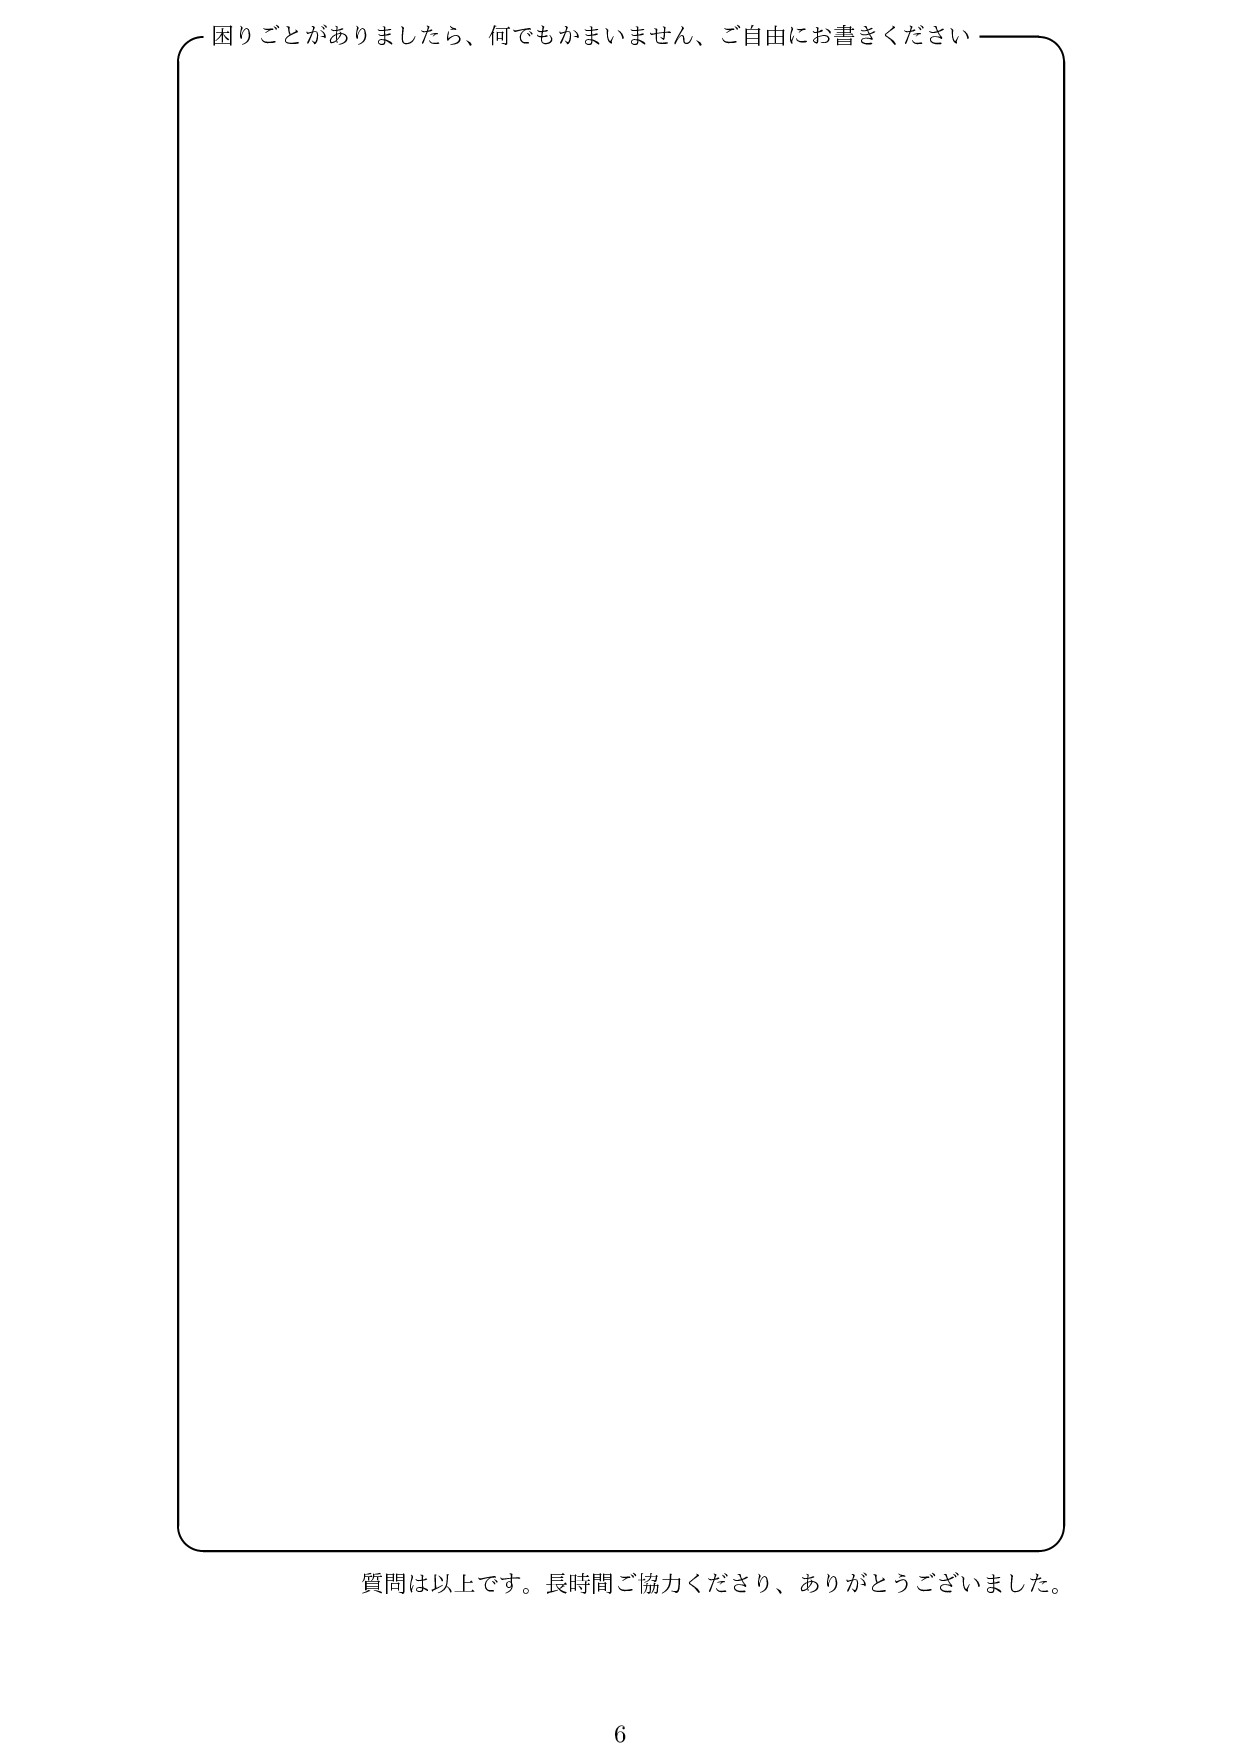 困りごとがありましたら、何でもかまいません、ご自由にお書きください
質問は以上です。長時間ご協力くださり、ありがとうございました。
6